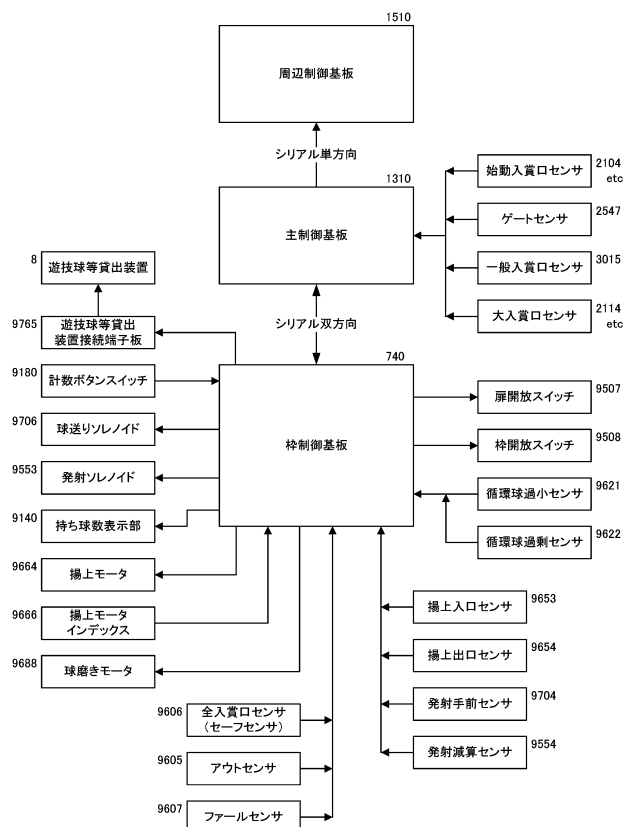 1510
周辺制御基板
シリアル単方向
1310
主制御基板
始動入賞口センサ
2104
etc
ゲートセンサ
2547
一般入賞口センサ
3015
大入賞口センサ
2114
etc
シリアル双方向
8
遊技球等貸出装置
9765
遊技球等貸出
装置接続端子板
9180
計数ボタンスイッチ
9706
球送りソレノイド
9553
発射ソレノイド
9140
持ち球数表示部
9664
揚上モータ
9666
揚上モータ
インデックス
9688
球磨きモータ
740
枠制御基板
扉開放スイッチ
9507
枠開放スイッチ
9508
循環球過小センサ
9621
循環球過剰センサ
9622
揚上入口センサ
9653
揚上出口センサ
9654
発射手前センサ
9704
発射減算センサ
9554
9606
全入賞口センサ
(セーフセンサ)
9605
アウトセンサ
9607
ファールセンサ